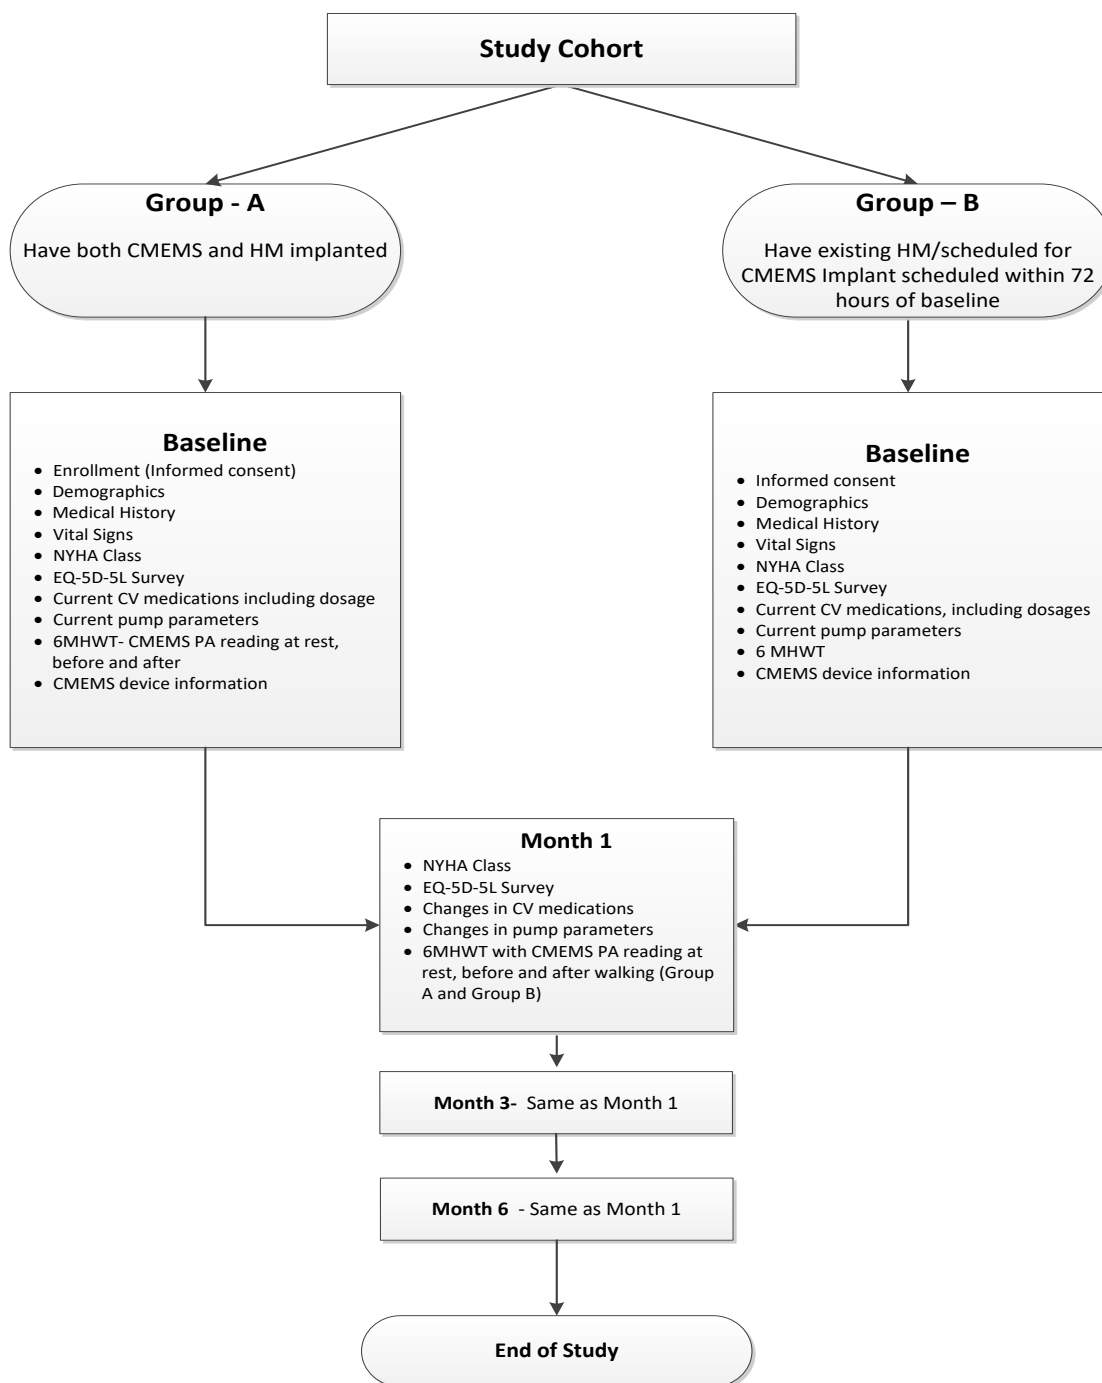 Study Cohort
Group - A
Have both CMEMS and HM implanted
Group – B
Have existing HM/scheduled for
CMEMS Implant scheduled within 72
hours of baseline
Baseline
• Enrollment (Informed consent)
• Demographics
• Medical History
• Vital Signs
• NYHA Class
• EQ-5D-5L Survey
• Current CV medications including dosage
• Current pump parameters
• 6MHWT- CMEMS PA reading at rest,
before and after
• CMEMS device information
Baseline
• Informed consent
• Demographics
• Medical History
• Vital Signs
• NYHA Class
• EQ-5D-5L Survey
• Current CV medications, including dosages
• Current pump parameters
• 6 MHWT
• CMEMS device information
Month 1
• NYHA Class
• EQ-5D-5L Survey
• Changes in CV medications
• Changes in pump parameters
• 6MHWT with CMEMS PA reading at
rest, before and after walking (Group
A and Group B)
Month 3- Same as Month 1
Month 6 - Same as Month 1
End of Study